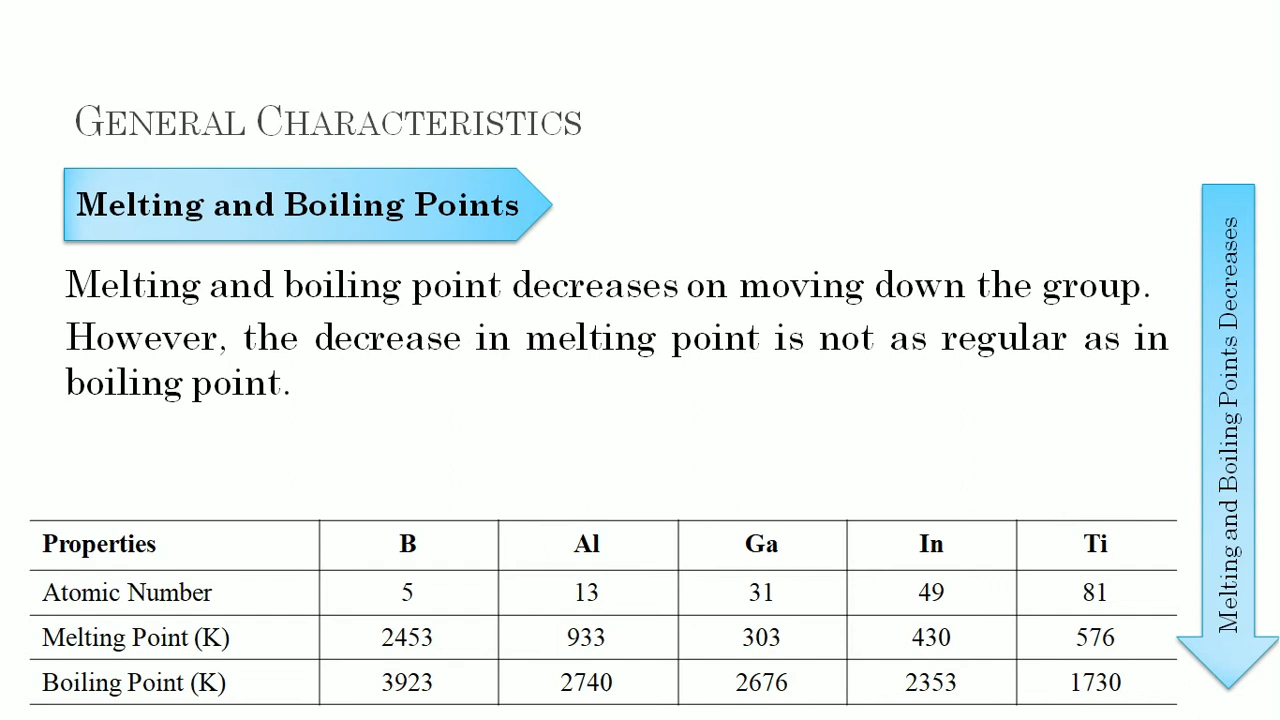 GENERAL CHARACTERISTICS
Melting and Boiling Points
Melting and boiling point decreases on moving down the group.
However, the decrease in melting point is not as regular as in
boiling point.
Melting and Boiling Points Decreases
Properties B Al Ga In Ti
Atomic Number 5 13 31 49 81
Melting Point (K) 2453 933 303 430 576
Boiling Point (K) 3923 2740 2676 2353 1730